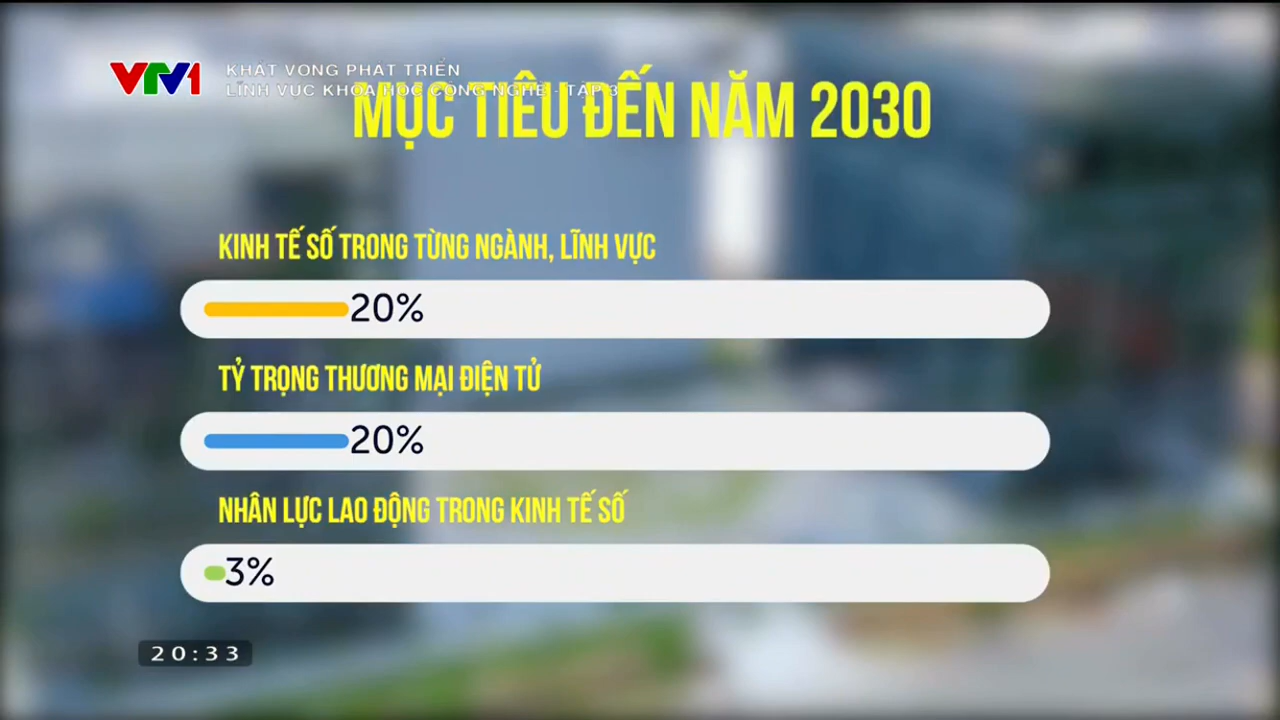 VTV1
KHÁT VỌNG PHÁT TRIỂN
LĨNH VỰC KHOA HỌC CÔNG NGHỆ - TẬP 3
MỤC TIÊU ĐẾN NĂM 2030
KINH TẾ SỐ TRONG TỪNG NGÀNH, LĨNH VỰC
20%
TỶ TRỌNG THƯƠNG MẠI ĐIỆN TỬ
20%
NHÂN LỰC LAO ĐỘNG TRONG KINH TẾ SỐ
3%
20:33